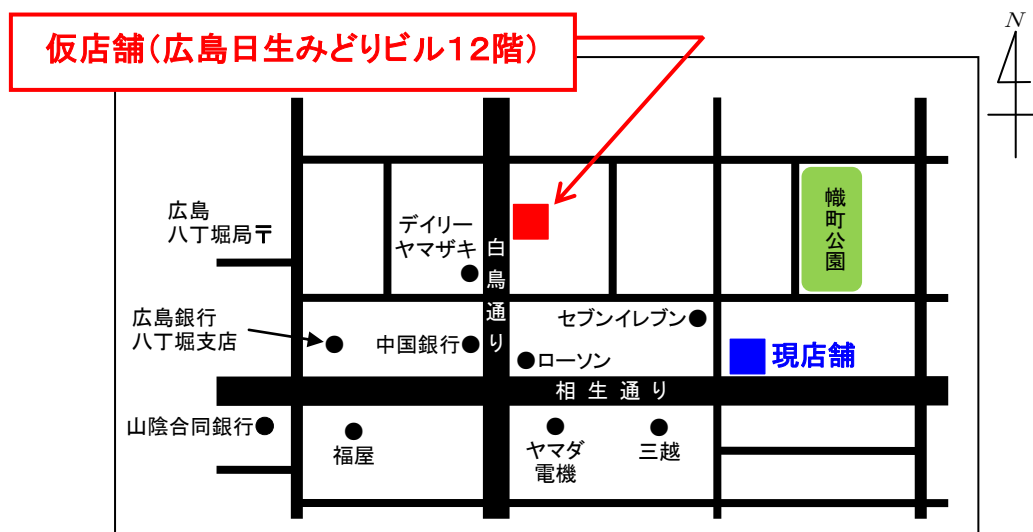 仮店舗(広島日生みどりビル12階)
N
広島
八丁堀局〒
デイリー
ヤマザキ
白鳥通り
幟町公園
広島銀行
八丁堀支店
中国銀行
セブンイレブン
ローソン
現店舗
相生通り
山陰合同銀行
福屋
ヤマダ
電機
三越